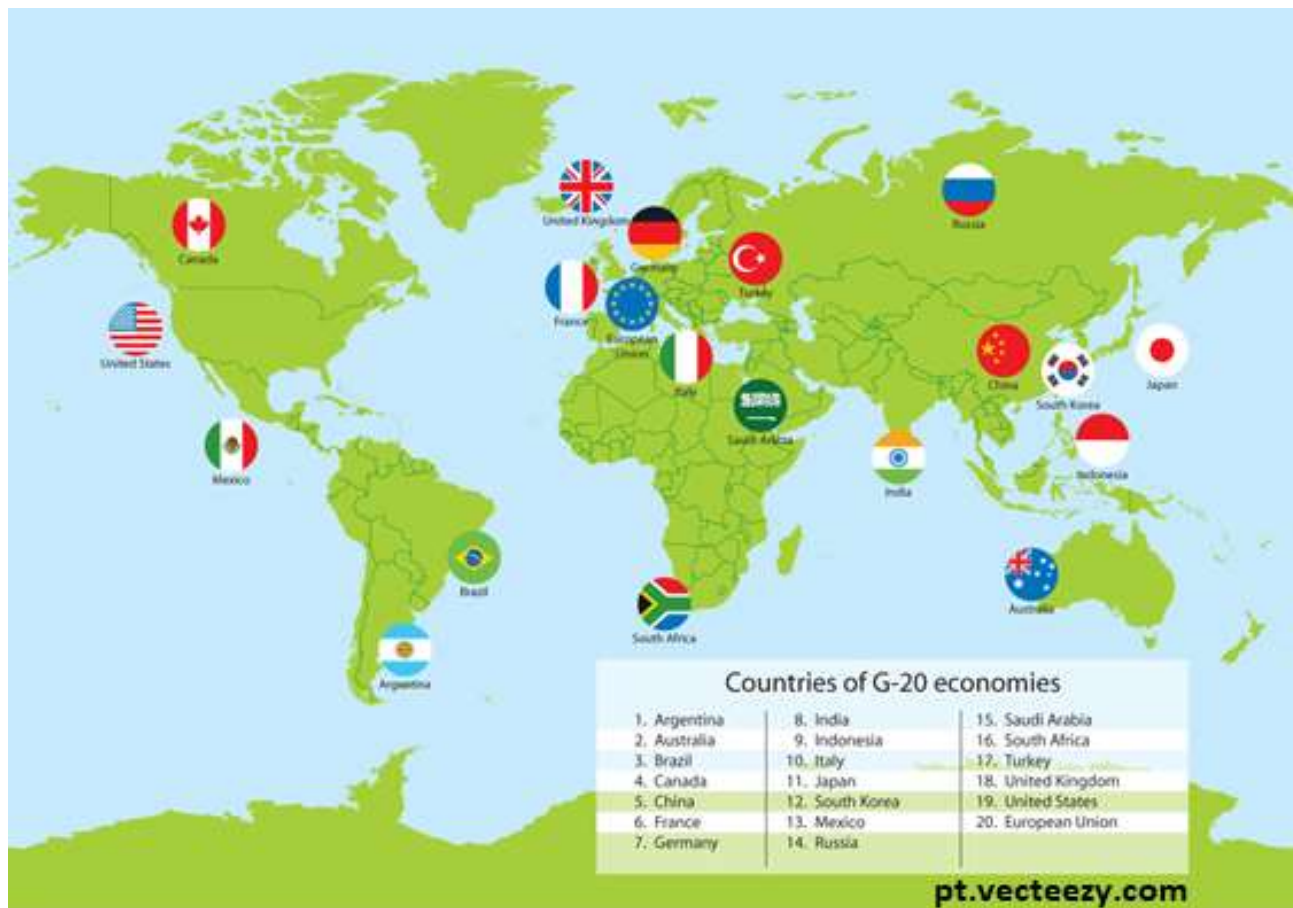 United Kingdom
Canada
Russia
Germany
Turkey
France
European
Unioes
United States
Italy
China
Japan
South Korea
Saudi Arabia
Mexico
India
Indonesia
Brazil
Australia
South Africa
Argentina
Countries of G-20 economies
1. Argentina
2. Australia
3. Brazil
4. Canada
5. China
6. France
7. Germany
8. India
9. Indonesia
10. Italy
11. Japan
12. South Korea
13. Mexico
14. Russia
15. Saudi Arabia
16. South Africa
17. Turkey
18. United Kingdom
19. United States
20. European Union
pt.vecteezy.com